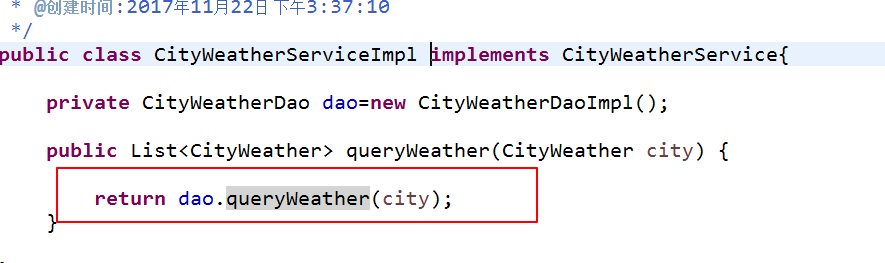 * @创建时间:2017年11月22日 下午3:37:10
*/
public class CityWeatherServiceImpl implements CityWeatherService{
private CityWeatherDao dao=new CityWeatherDaoImpl();
public List<CityWeather> queryWeather(CityWeather city) {
return dao.queryWeather(city);
}